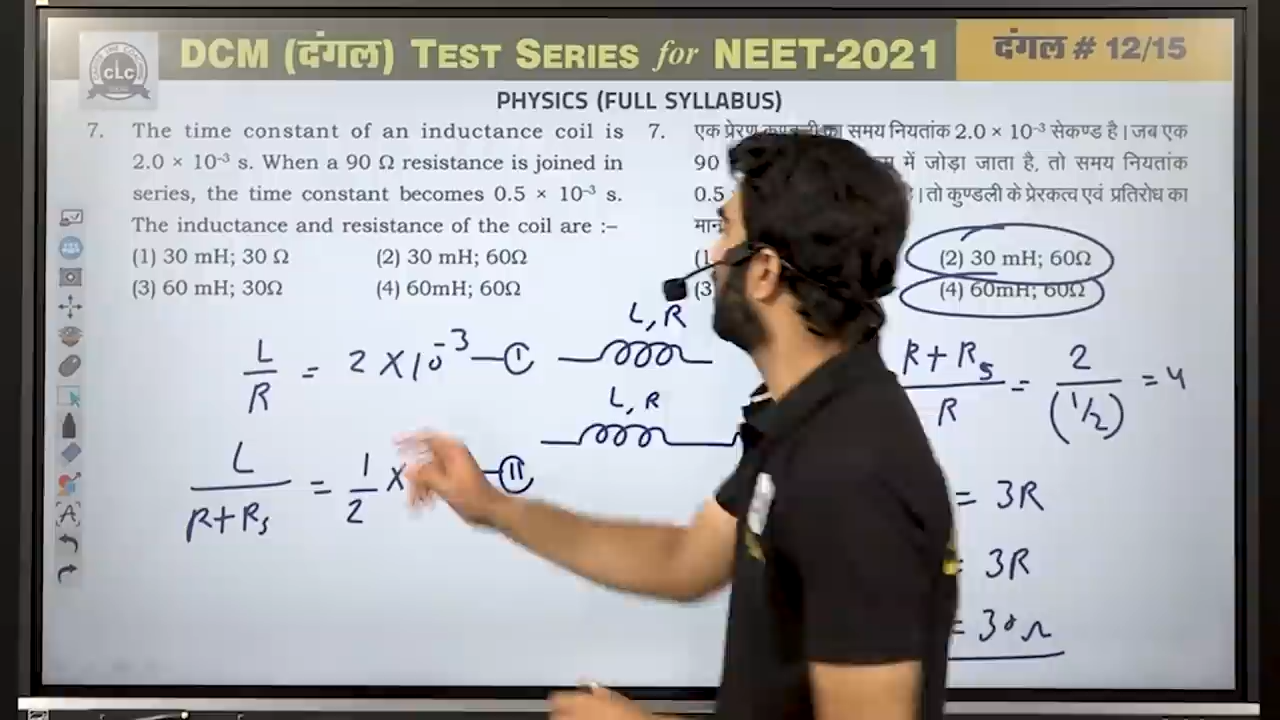 DCM (दंगल) TEST SERIES for NEET-2021
दंगल # 12/15
CLC
PHYSICS (FULL SYLLABUS)
7. The time constant of an inductance coil is
2.0 × 10⁻³ s. When a 90 Ω resistance is joined in
series, the time constant becomes 0.5 × 10⁻³ s.
The inductance and resistance of the coil are :–
(1) 30 mH; 30 Ω (2) 30 mH; 60Ω
(3) 60 mH; 30Ω (4) 60mH; 60Ω
7. एक प्रेरण कुण्डली का समय नियतांक 2.0 × 10⁻³ सेकण्ड है। जब एक
90 में जोड़ा जाता है, तो समय नियतांक
0.5 । तो कुण्डली के प्रेरकत्व एवं प्रतिरोध का
मान
(2) 30 mH; 60Ω
(3 (4) 60mH; 60Ω
L/R = 2 × 10⁻³ — I
L, R
L, R
L/(R+Rs) = 1/2 × — II
(R+Rs)/R = 2/(1/2) = 4
= 3R
= 3R
= 30Ω